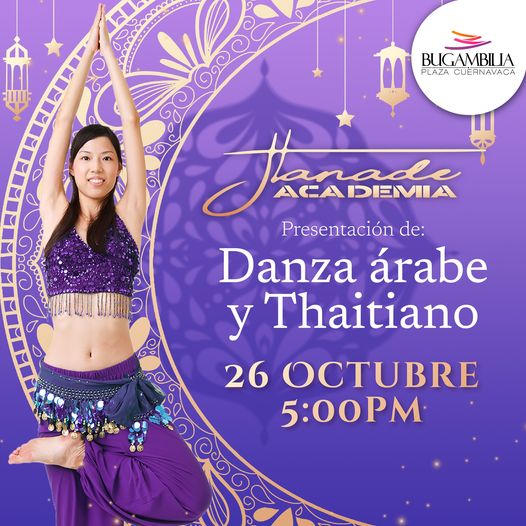 BUGAMBILIA
PLAZA CUERNAVACA
Hanade
ACADEMIA
Presentación de:
Danza árabe
y Thaitiano
26 Octubre
5:00PM